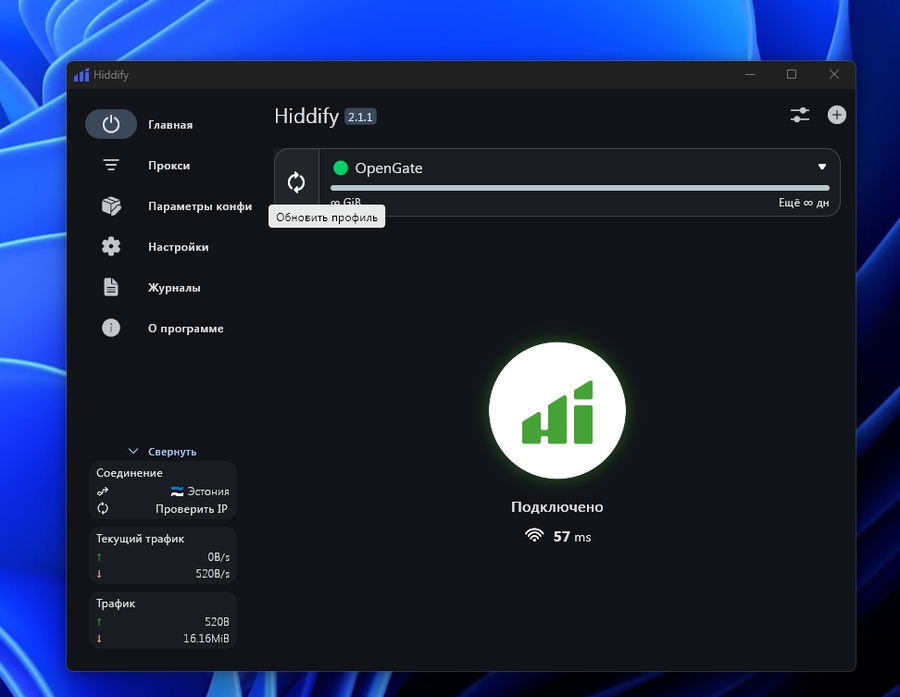 Hiddify
Главная
Прокси
Параметры конфи
Настройки
Журналы
О программе
Hiddify 2.1.1
OpenGate
∞ GiB
Ещё ∞ дн
Обновить профиль
Подключено
57 ms
Свернуть
Соединение
Эстония
Проверить IP
Текущий трафик
↑ 0B/s
↓ 520B/s
Трафик
↑ 520B
↓ 16.16MiB